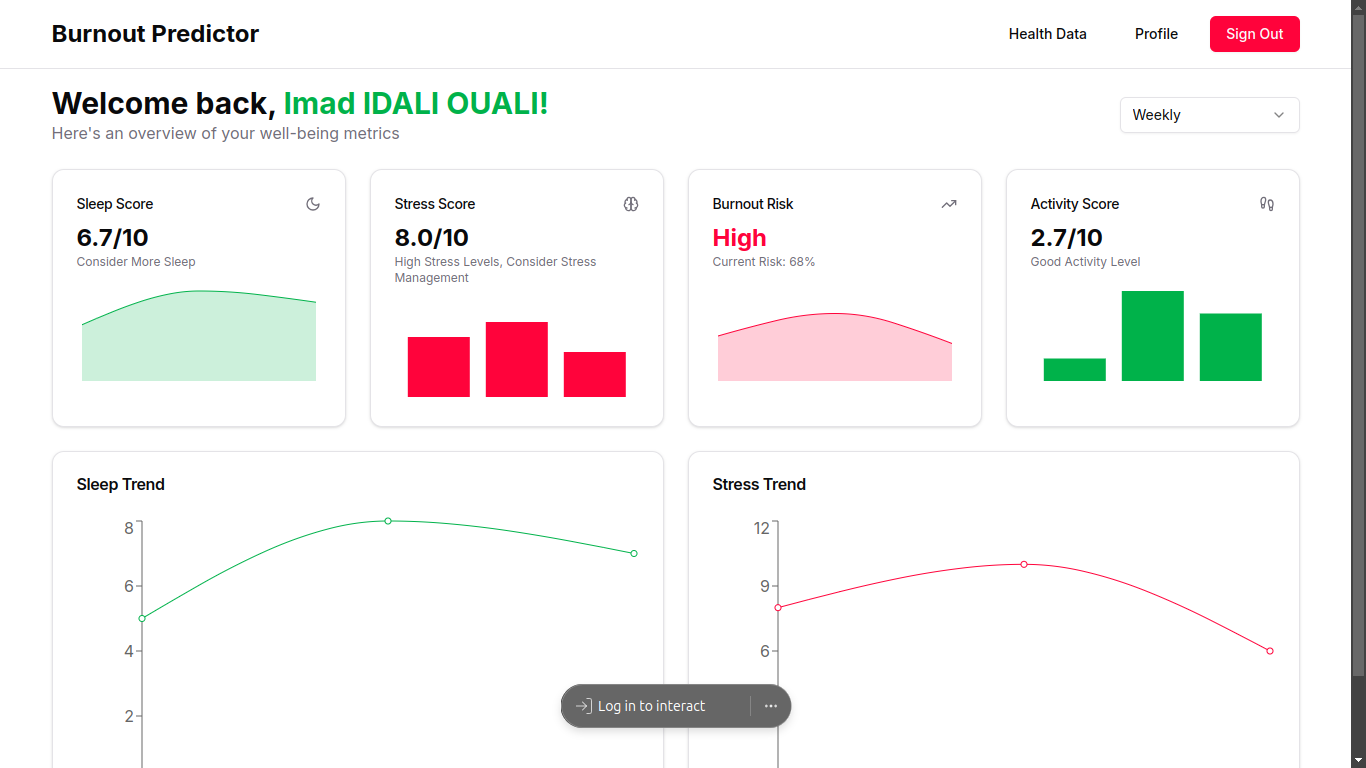 Burnout Predictor
Health Data
Profile
Sign Out
Welcome back, Imad IDALI OUALI!
Here's an overview of your well-being metrics
Weekly
Sleep Score
6.7/10
Consider More Sleep
Stress Score
8.0/10
High Stress Levels, Consider Stress
Management
Burnout Risk
High
Current Risk: 68%
Activity Score
2.7/10
Good Activity Level
Sleep Trend
8
6
4
2
Stress Trend
12
9
6
Log in to interact